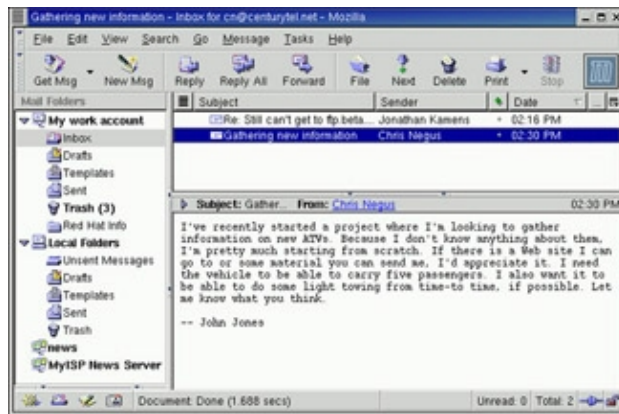 Gathering new information - Inbox for cn@centurytel.net - Mozilla
File Edit View Search Go Message Tasks Help
Get Msg New Msg Reply Reply All Forward File Next Delete Print Stop
Mail Folders
Subject Sender Date
My work account
Re: Still can't get to ftp.beta... Jonathan Kamens 02:16 PM
Inbox
Gathering new information Chris Negus 02:30 PM
Drafts
Templates
Sent
Trash (3)
Red Hat Info
Local Folders
Unsent Messages
Drafts
Templates
Sent
Trash
news
MyISP News Server
Subject: Gather... From: Chris Negus 02:30 PM
I've recently started a project where I'm looking to gather
information on new ATVs. Because I don't know anything about them,
I'm pretty much starting from scratch. If there is a Web site I can
go to or some material you can send me, I'd appreciate it. I need
the vehicle to be able to carry five passengers. I also want it to
be able to do some light towing from time-to time, if possible. Let
me know what you think.
-- John Jones
Document: Done (1.688 secs) Unread: 0 Total: 2